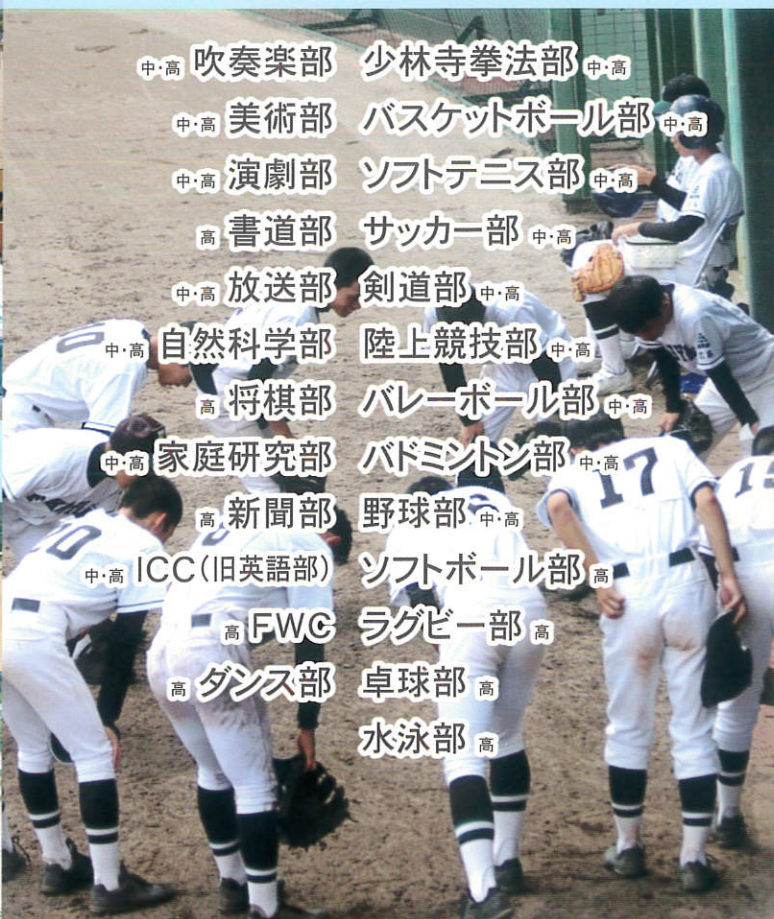 中・高 吹奏楽部 少林寺拳法部 中・高
中・高 美術部 バスケットボール部 中・高
中・高 演劇部 ソフトテニス部 中・高
高 書道部 サッカー部 中・高
中・高 放送部 剣道部 中・高
中・高 自然科学部 陸上競技部 中・高
高 将棋部 バレーボール部 中・高
中・高 家庭研究部 バドミントン部 中・高
高 新聞部 野球部 中・高
中・高 ICC(旧英語部) ソフトボール部 高
高 FWC ラグビー部 高
高 ダンス部 卓球部 高
水泳部 高
10
17
20